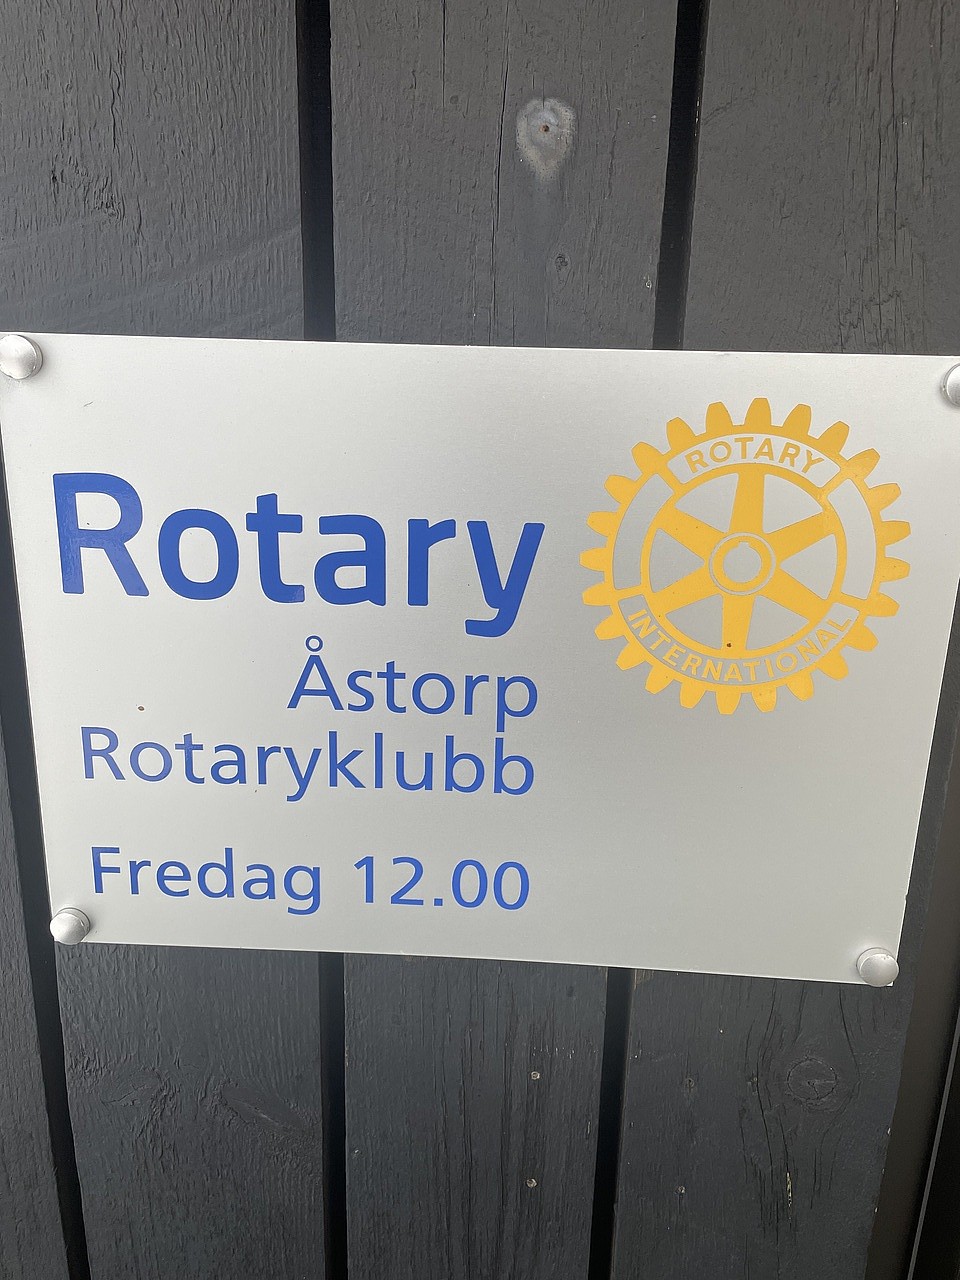 Rotary
Åstorp
Rotaryklubb
Fredag 12.00
ROTARY
INTERNATIONAL